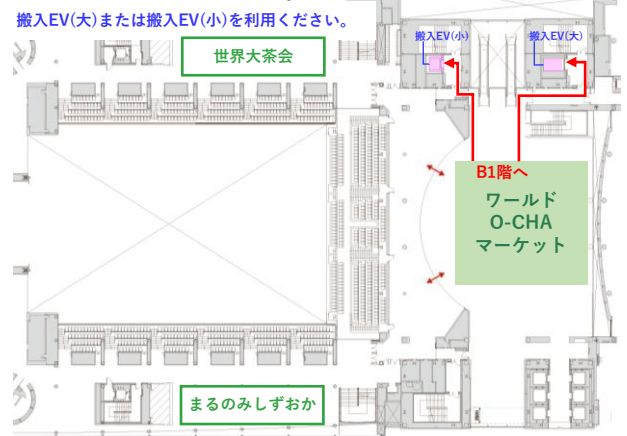 搬入EV(大)または搬入EV(小)を利用ください。
搬入EV(小)
搬入EV(大)
世界大茶会
B1階へ
ワールド
O-CHA
マーケット
まるのみしずおか